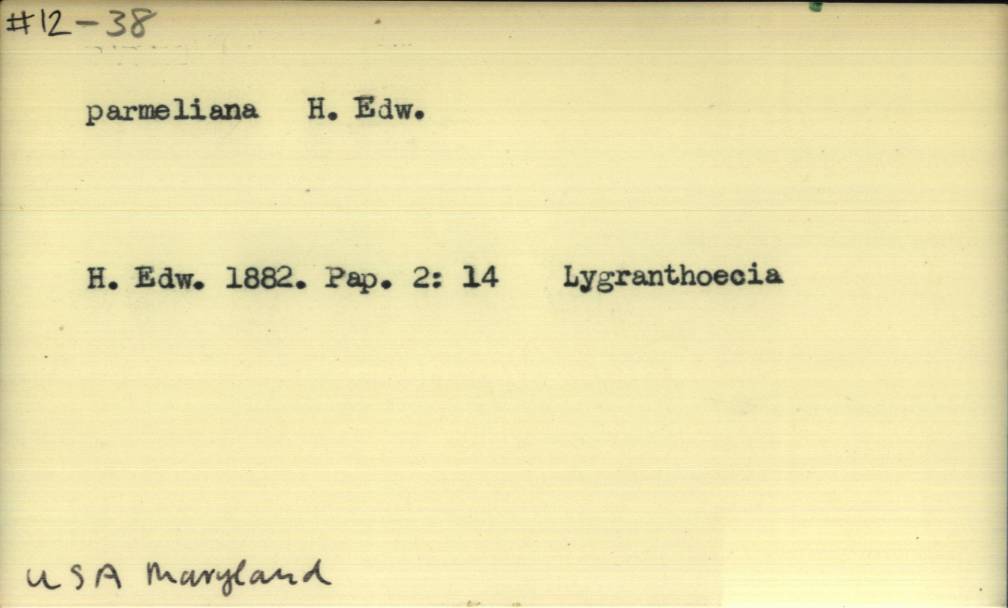 #12-38
parmeliana H. Edw.
H. Edw. 1882. Pap. 2: 14 Lygranthoecia
USA Maryland